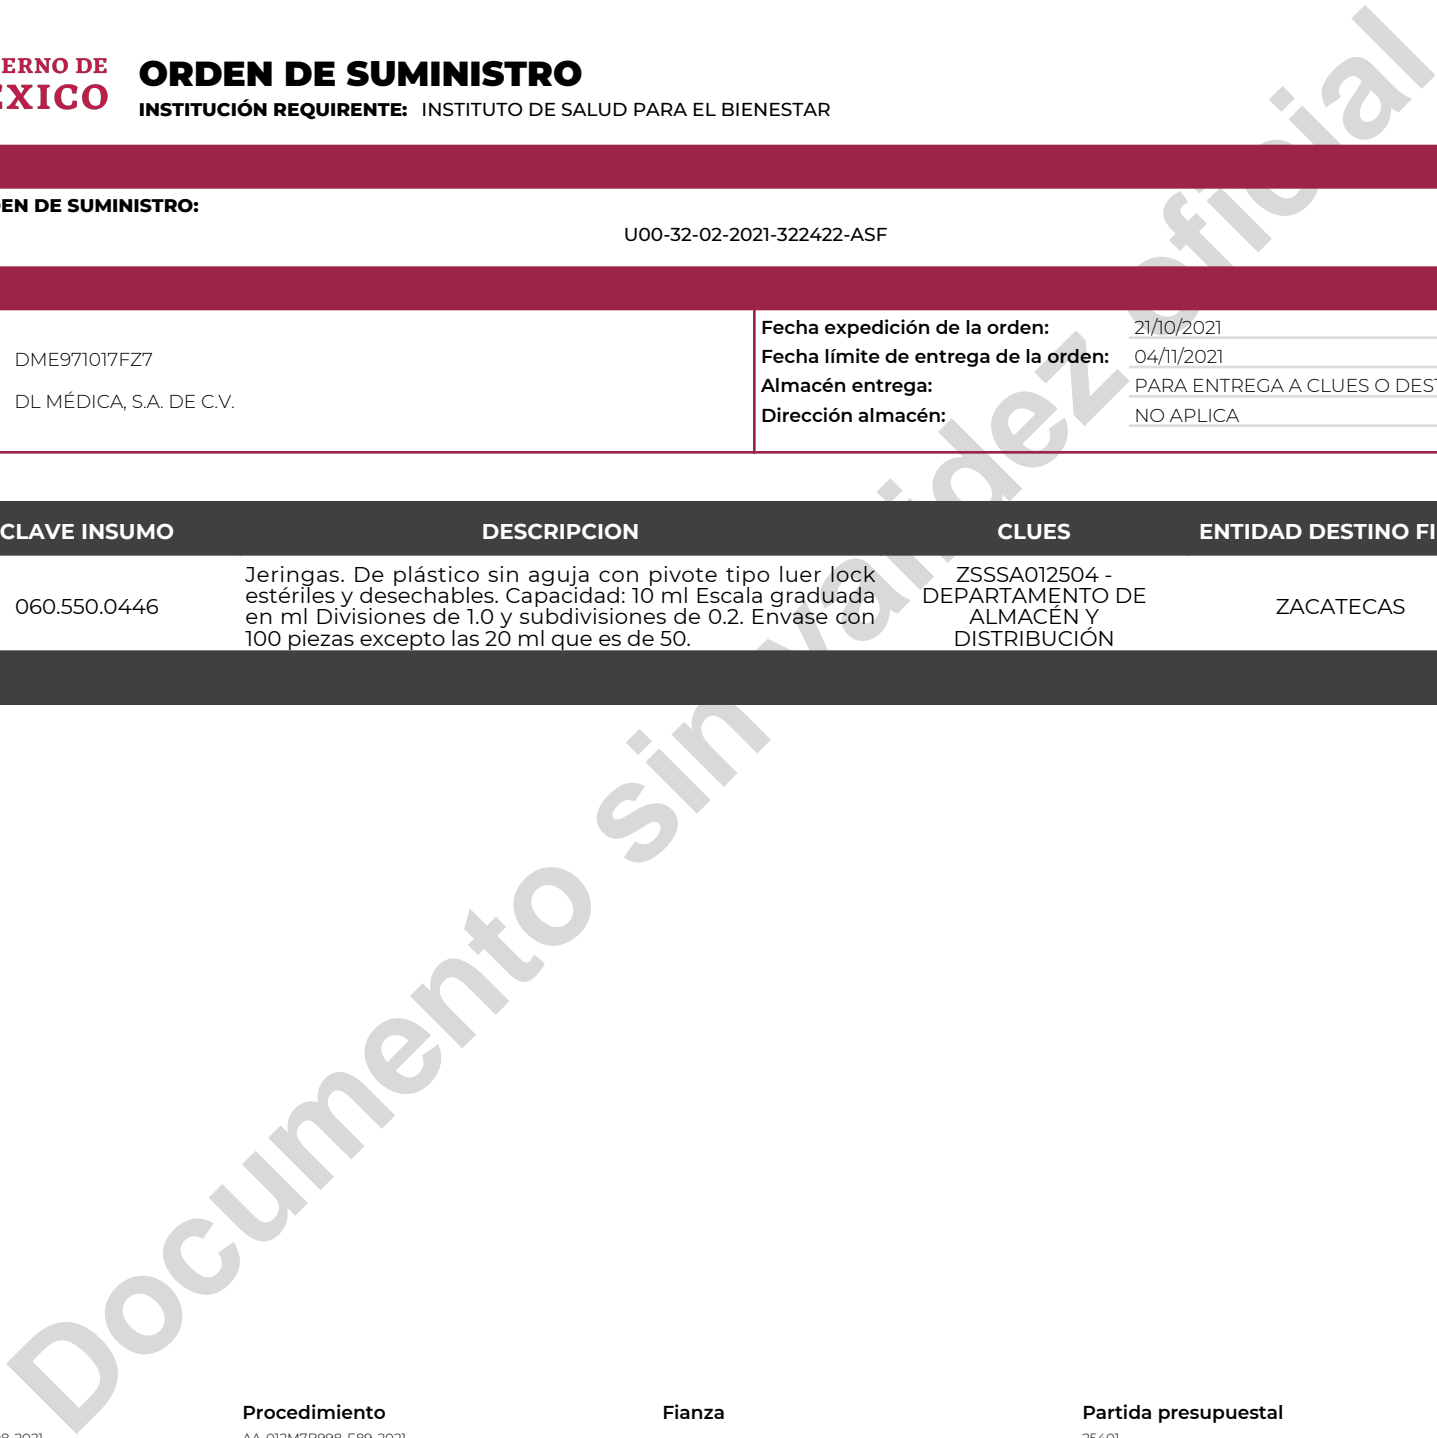 ERNO DE
EXICO
ORDEN DE SUMINISTRO
INSTITUCIÓN REQUIRENTE: INSTITUTO DE SALUD PARA EL BIENESTAR
EN DE SUMINISTRO:
U00-32-02-2021-322422-ASF
DME971017FZ7
DL MÉDICA, S.A. DE C.V.
Fecha expedición de la orden: 21/10/2021
Fecha límite de entrega de la orden: 04/11/2021
Almacén entrega: PARA ENTREGA A CLUES O DEST
Dirección almacén: NO APLICA
CLAVE INSUMO DESCRIPCION CLUES ENTIDAD DESTINO FI
060.550.0446
Jeringas. De plástico sin aguja con pivote tipo luer lock
estériles y desechables. Capacidad: 10 ml Escala graduada
en ml Divisiones de 1.0 y subdivisiones de 0.2. Envase con
100 piezas excepto las 20 ml que es de 50.
ZSSSA012504 -
DEPARTAMENTO DE
ALMACÉN Y
DISTRIBUCIÓN
ZACATECAS
Documento sin validez oficial
Procedimiento Fianza Partida presupuestal